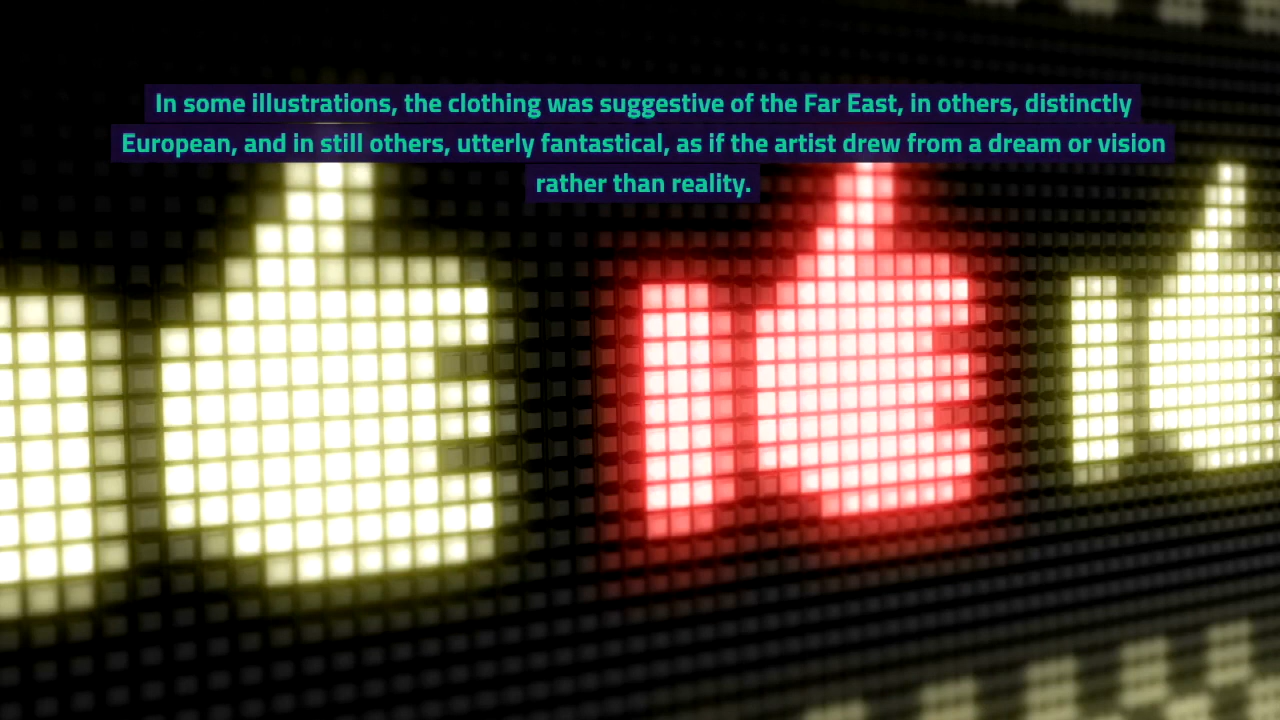 In some illustrations, the clothing was suggestive of the Far East, in others, distinctly
European, and in still others, utterly fantastical, as if the artist drew from a dream or vision
rather than reality.